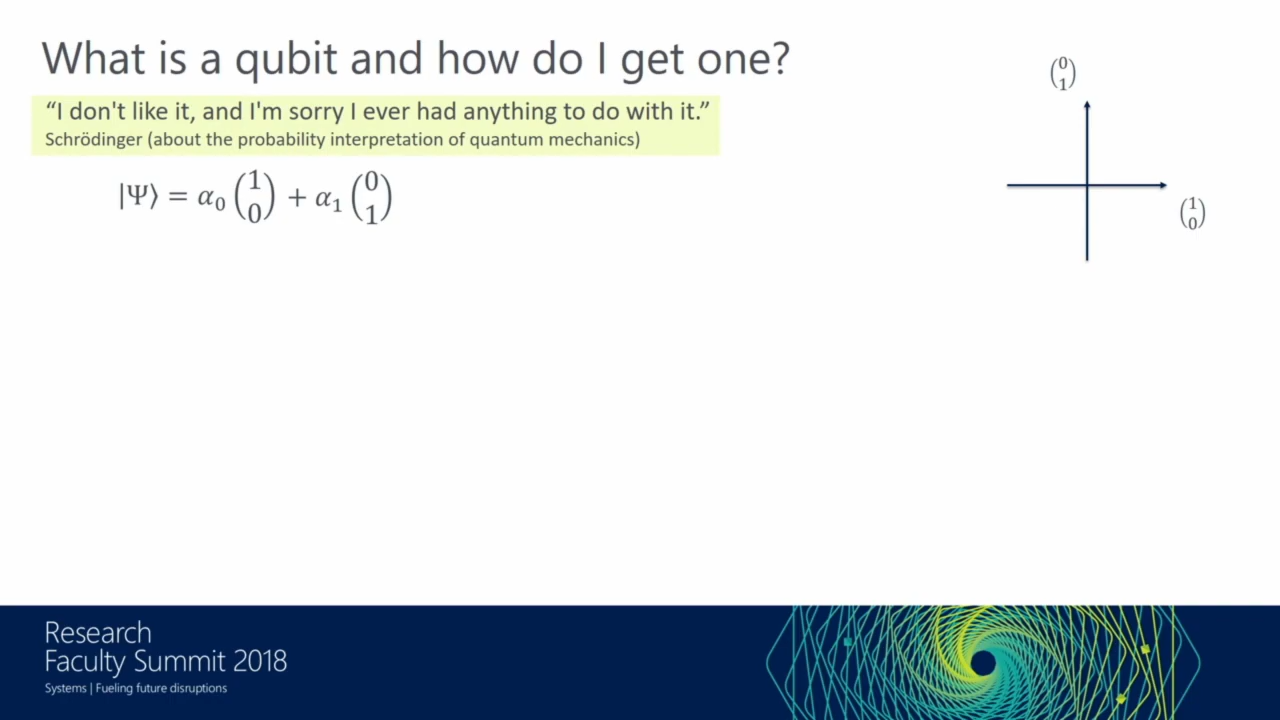 What is a qubit and how do I get one?
“I don't like it, and I'm sorry I ever had anything to do with it.”
Schrödinger (about the probability interpretation of quantum mechanics)
|Ψ⟩ = α₀ (1 0) + α₁ (0 1)
(0 1)
(1 0)
Research
Faculty Summit 2018
Systems | Fueling future disruptions